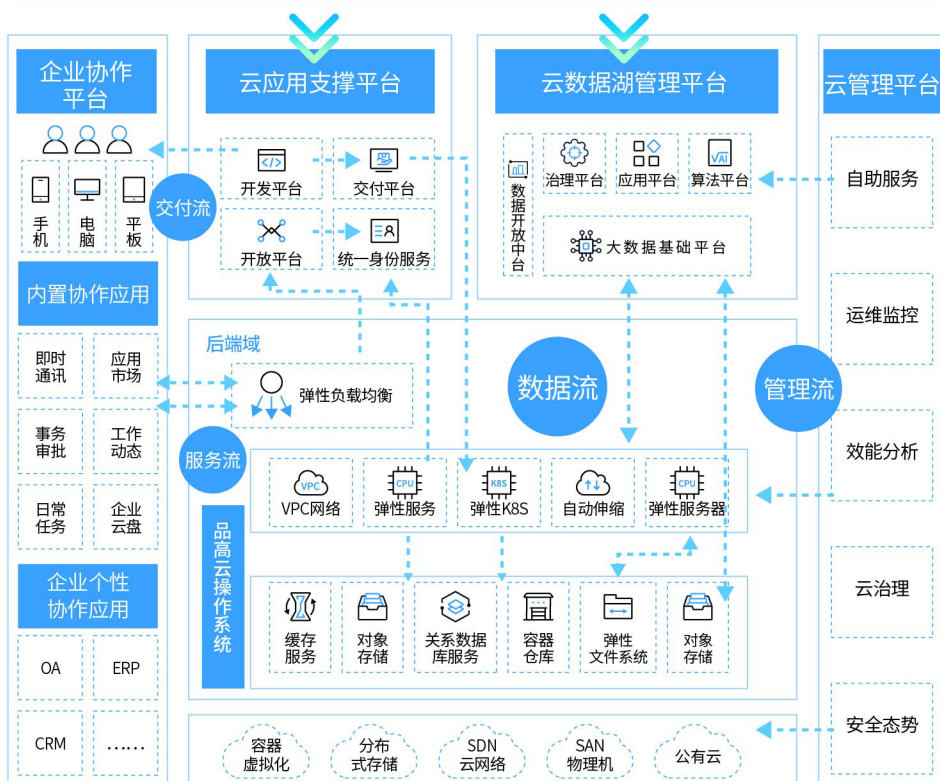 企业协作
平台
手
机
电
脑
平
板
内置协作应用
即时
通讯
应用
市场
事务
审批
工作
动态
日常
任务
企业
云盘
企业个性
协作应用
OA
ERP
CRM
……
交付流
云应用支撑平台
</>
开发平台
交付平台
开放平台
统一身份服务
云数据湖管理平台
数据开放中台
治理平台
应用平台
√AI
算法平台
大数据基础平台
后端域
弹性负载均衡
数据流
管理流
服务流
VPC
VPC网络
CPU
弹性服务
K8S
弹性K8S
自动伸缩
CPU
弹性服务器
品高云操作系统
缓存
服务
对象
存储
关系数据
库服务
容器
仓库
弹性
文件系统
对象
存储
容器
虚拟化
分布
式存储
SDN
云网络
SAN
物理机
公有云
云管理平台
自助服务
运维监控
效能分析
云治理
安全态势